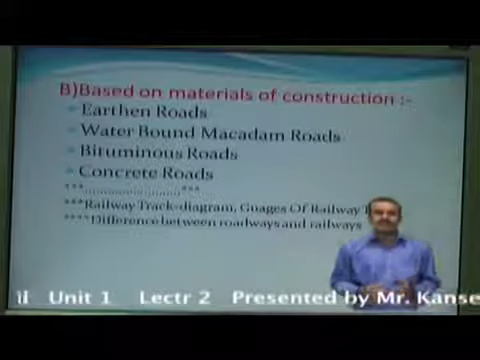 B)Based on materials of construction :-
Earthen Roads
Water Bound Macadam Roads
Bituminous Roads
Concrete Roads
***........................***
***Railway Track-diagram, Guages Of Railway
****Difference between roadways and railways
Unit 1 Lectr 2 Presented by Mr. Kanse